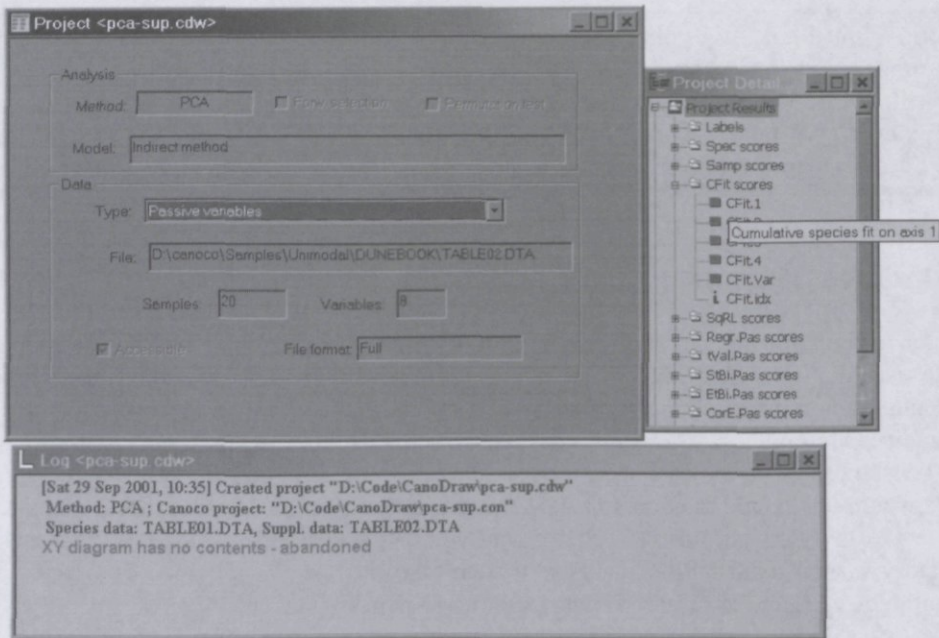 Project <pca-sup.cdw>
Analysis
Method: PCA Forw. selection Permutation test
Model: Indirect method
Data
Type: Passive variables
File: D:\canoco\Samples\Unimodal\DUNEBOOK\TABLE02.DTA
Samples: 20 Variables: 8
Accessible File format: Full
Project Detail...
Project Results
Labels
Spec scores
Samp scores
CFit scores
CFit.1
Cumulative species fit on axis 1
CFit.4
CFit.Var
CFit.idx
SqRL scores
Regr.Pas scores
tVal.Pas scores
StBi.Pas scores
EtBi.Pas scores
CorE.Pas scores
Log <pca-sup.cdw>
[Sat 29 Sep 2001, 10:35] Created project "D:\Code\CanoDraw\pca-sup.cdw"
Method: PCA ; Canoco project: "D:\Code\CanoDraw\pca-sup.con"
Species data: TABLE01.DTA, Suppl. data: TABLE02.DTA
XY diagram has no contents - abandoned